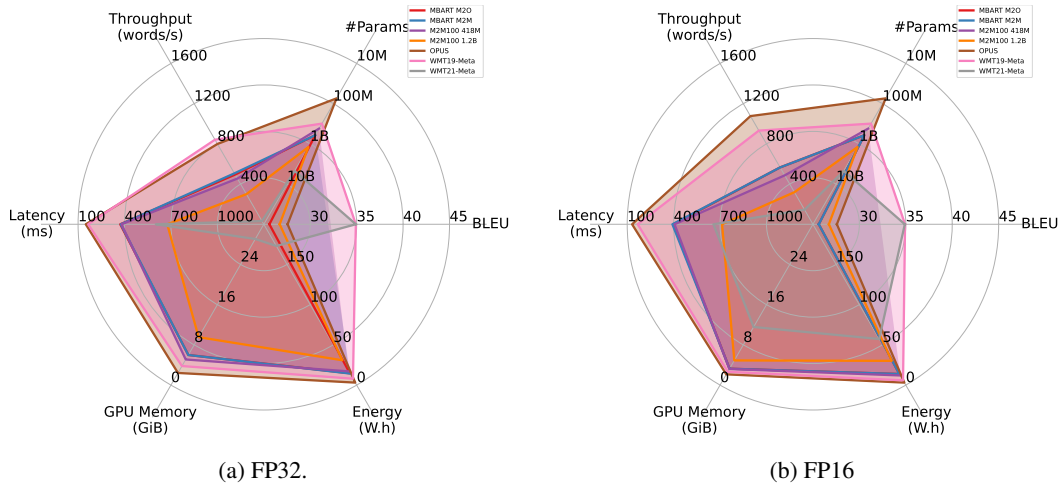 Throughput
(words/s)
#Params
MBART M2O
MBART M2M
M2M100 418M
M2M100 1.2B
OPUS
WMT19-Meta
WMT21-Meta
1600
10M
1200
100M
800
1B
400
10B
Latency
(ms)
100
400
700
1000
30
35
40
45
BLEU
24
150
16
100
8
50
0
0
GPU Memory
(GiB)
Energy
(W.h)
(a) FP32.
Throughput
(words/s)
#Params
MBART M2O
MBART M2M
M2M100 418M
M2M100 1.2B
OPUS
WMT19-Meta
WMT21-Meta
1600
10M
1200
100M
800
1B
400
10B
Latency
(ms)
100
400
700
1000
30
35
40
45
BLEU
24
150
16
100
8
50
0
0
GPU Memory
(GiB)
Energy
(W.h)
(b) FP16